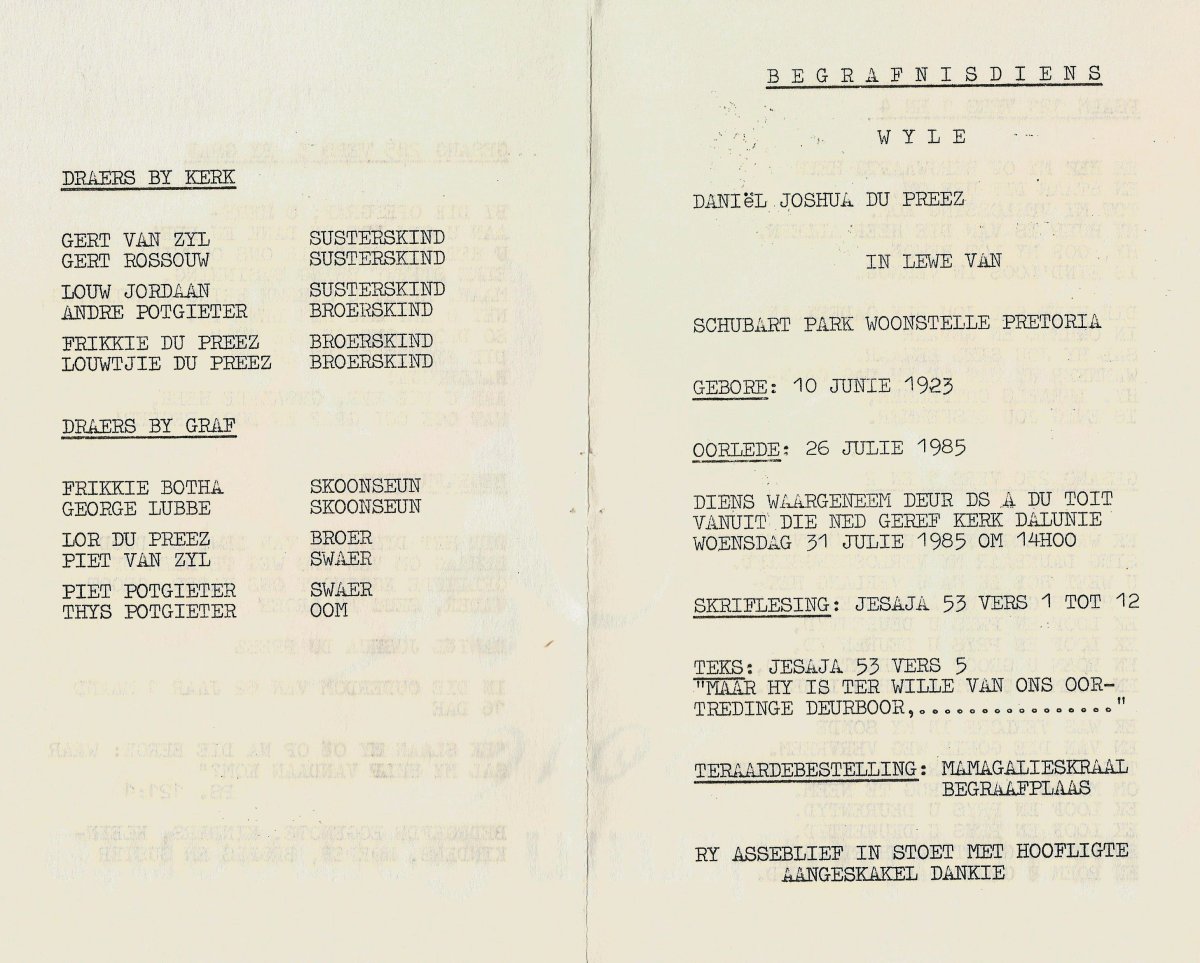 DRAERS BY KERK
GERT VAN ZYL SUSTERSKIND
GERT ROSSOUW SUSTERSKIND
LOUW JORDAAN SUSTERSKIND
ANDRE POTGIETER BROERSKIND
FRIKKIE DU PREEZ BROERSKIND
LOUWTJIE DU PREEZ BROERSKIND
DRAERS BY GRAF
FRIKKIE BOTHA SKOONSEUN
GEORGE LUBBE SKOONSEUN
LOR DU PREEZ BROER
PIET VAN ZYL SWAER
PIET POTGIETER SWAER
THYS POTGIETER OOM
BEGRAFNISDIENS
WYLE
DANIëL JOSHUA DU PREEZ
IN LEWE VAN
SCHUBART PARK WOONSTELLE PRETORIA
GEBORE: 10 JUNIE 1923
OORLEDE: 26 JULIE 1985
DIENS WAARGENEEM DEUR DS A DU TOIT
VANUIT DIE NED GEREF KERK DALUNIE
WOENSDAG 31 JULIE 1985 OM 14H00
SKRIFLESING: JESAJA 53 VERS 1 TOT 12
TEKS: JESAJA 53 VERS 5
"MAAR HY IS TER WILLE VAN ONS OOR-
TREDINGE DEURBOOR,................"
TERAARDEBESTELLING: MAMAGALIESKRAAL
BEGRAAFPLAAS
RY ASSEBLIEF IN STOET MET HOOFLIGTE
AANGESKAKEL DANKIE